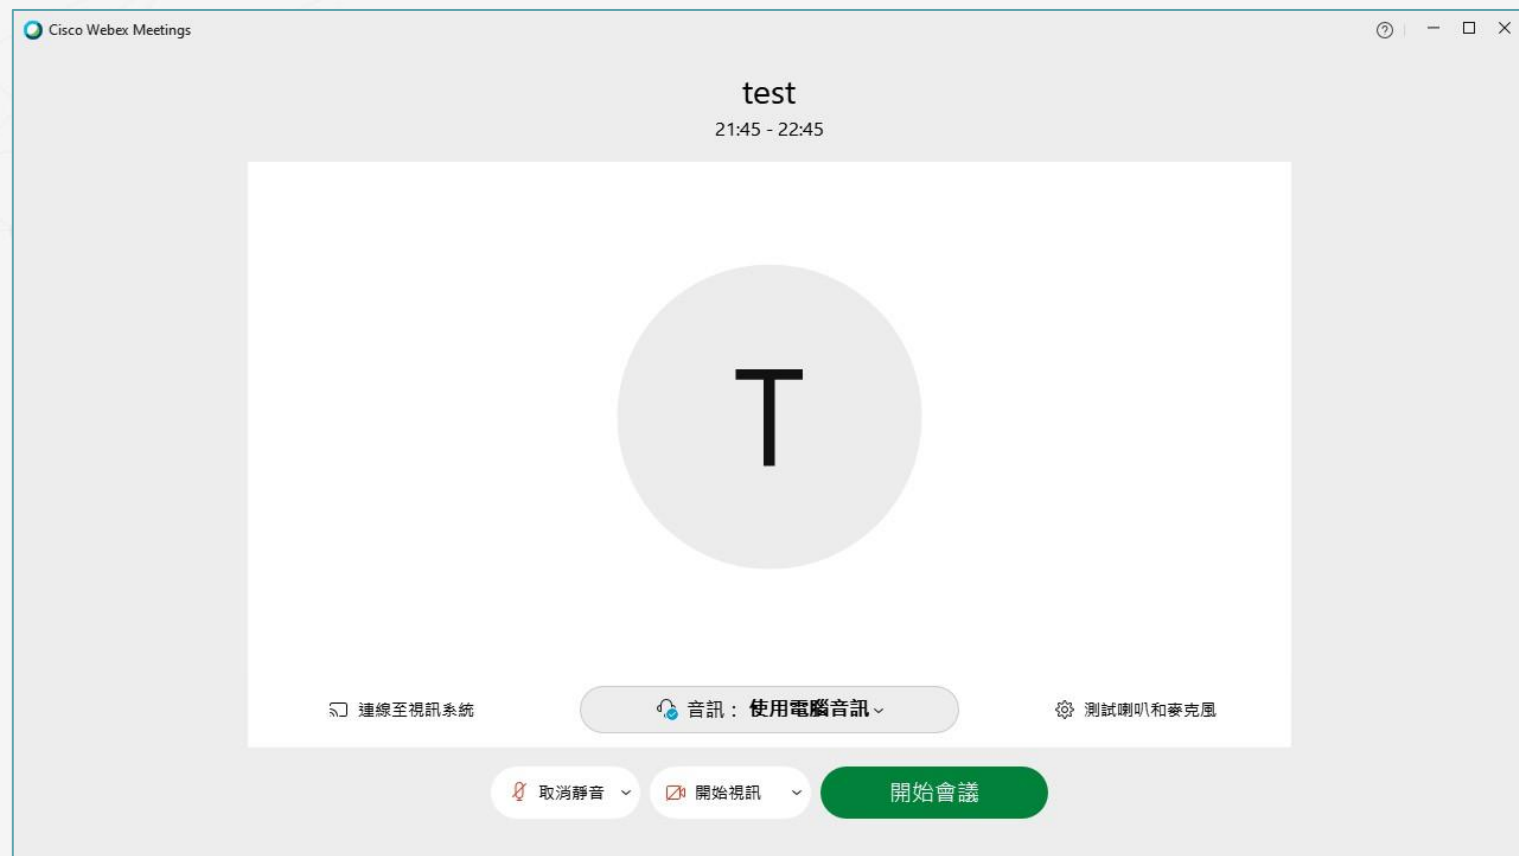 Cisco Webex Meetings
test
21:45 - 22:45
T
連線至視訊系統
音訊： 使用電腦音訊
測試喇叭和麥克風
取消靜音
開始視訊
開始會議